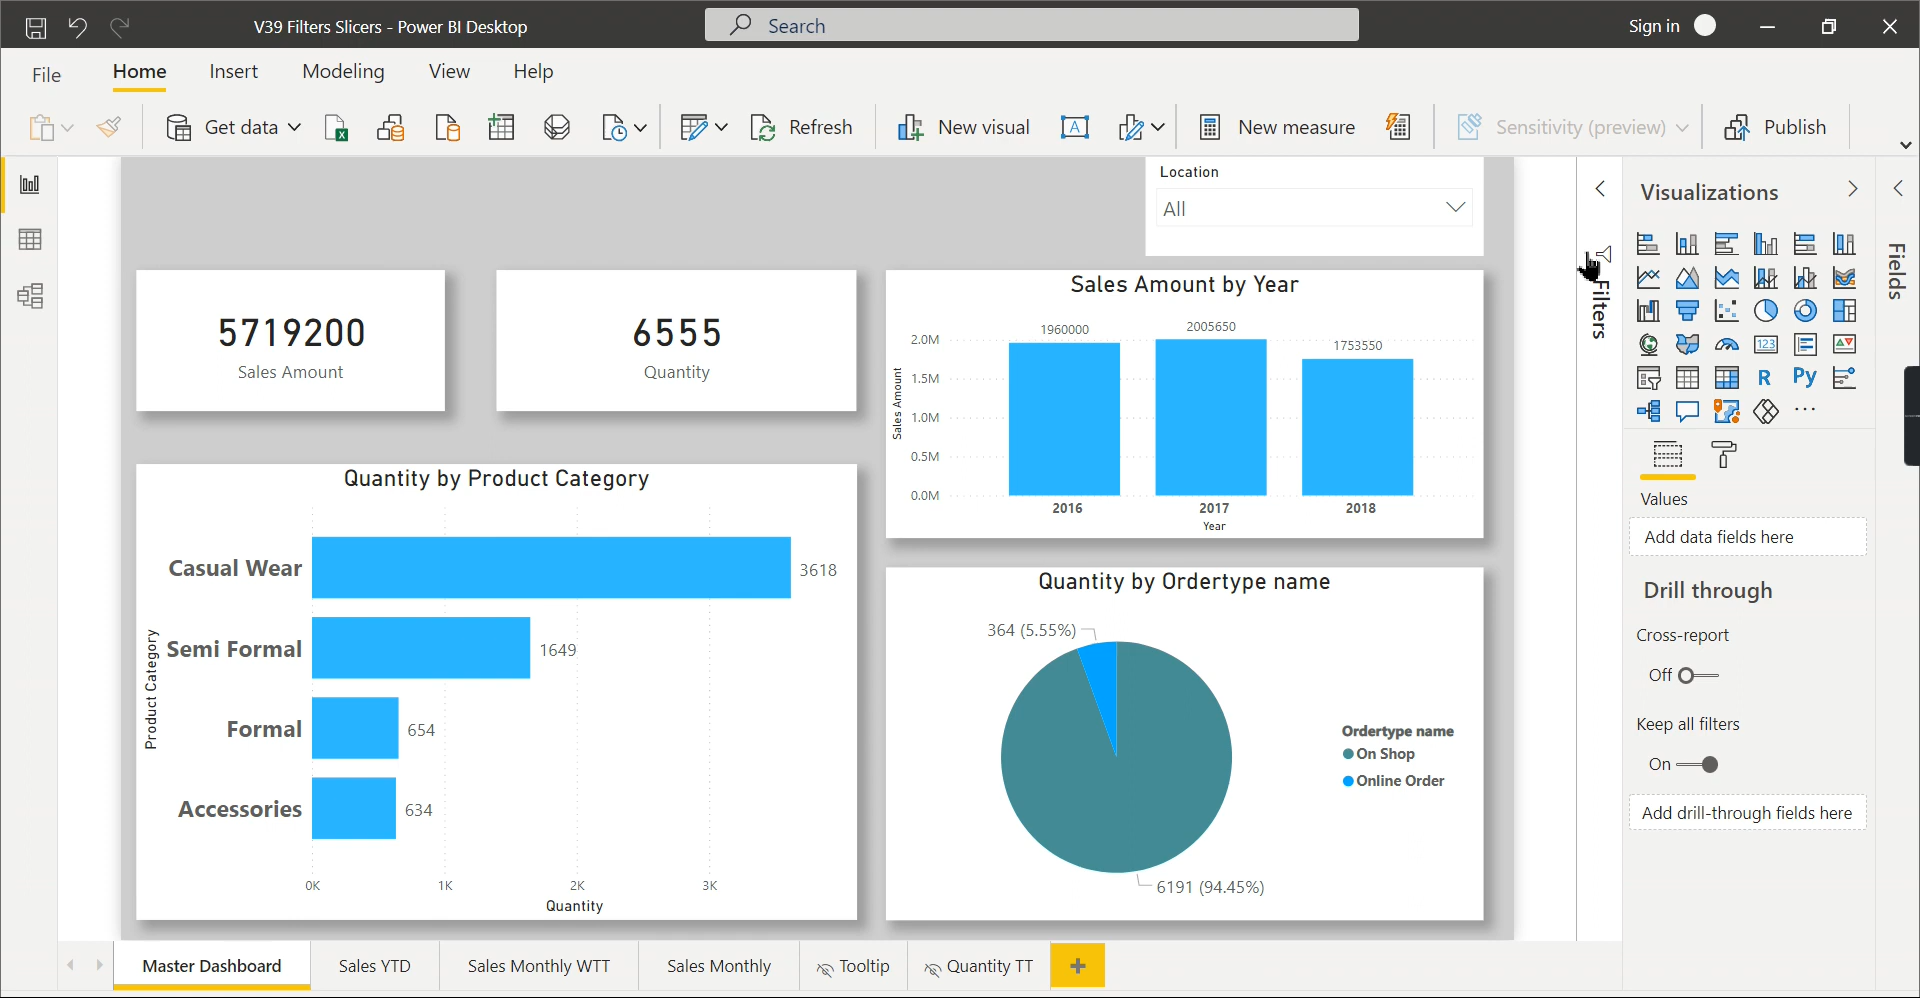 V39 Filters Slicers - Power BI Desktop
Search
Sign in
File
Home
Insert
Modeling
View
Help
Get data
Refresh
New visual
New measure
Sensitivity (preview)
Publish
Location
All
5719200
Sales Amount
6555
Quantity
Sales Amount by Year
Sales Amount
2.0M
1.5M
1.0M
0.5M
0.0M
1960000
2005650
1753550
2016
2017
2018
Year
Quantity by Product Category
Product Category
Casual Wear
3618
Semi Formal
1649
Formal
654
Accessories
634
0K
1K
2K
3K
Quantity
Quantity by Ordertype name
364 (5.55%)
6191 (94.45%)
Ordertype name
On Shop
Online Order
Filters
Visualizations
123
R
Py
Values
Add data fields here
Drill through
Cross-report
Off
Keep all filters
On
Add drill-through fields here
Fields
Master Dashboard
Sales YTD
Sales Monthly WTT
Sales Monthly
Tooltip
Quantity TT